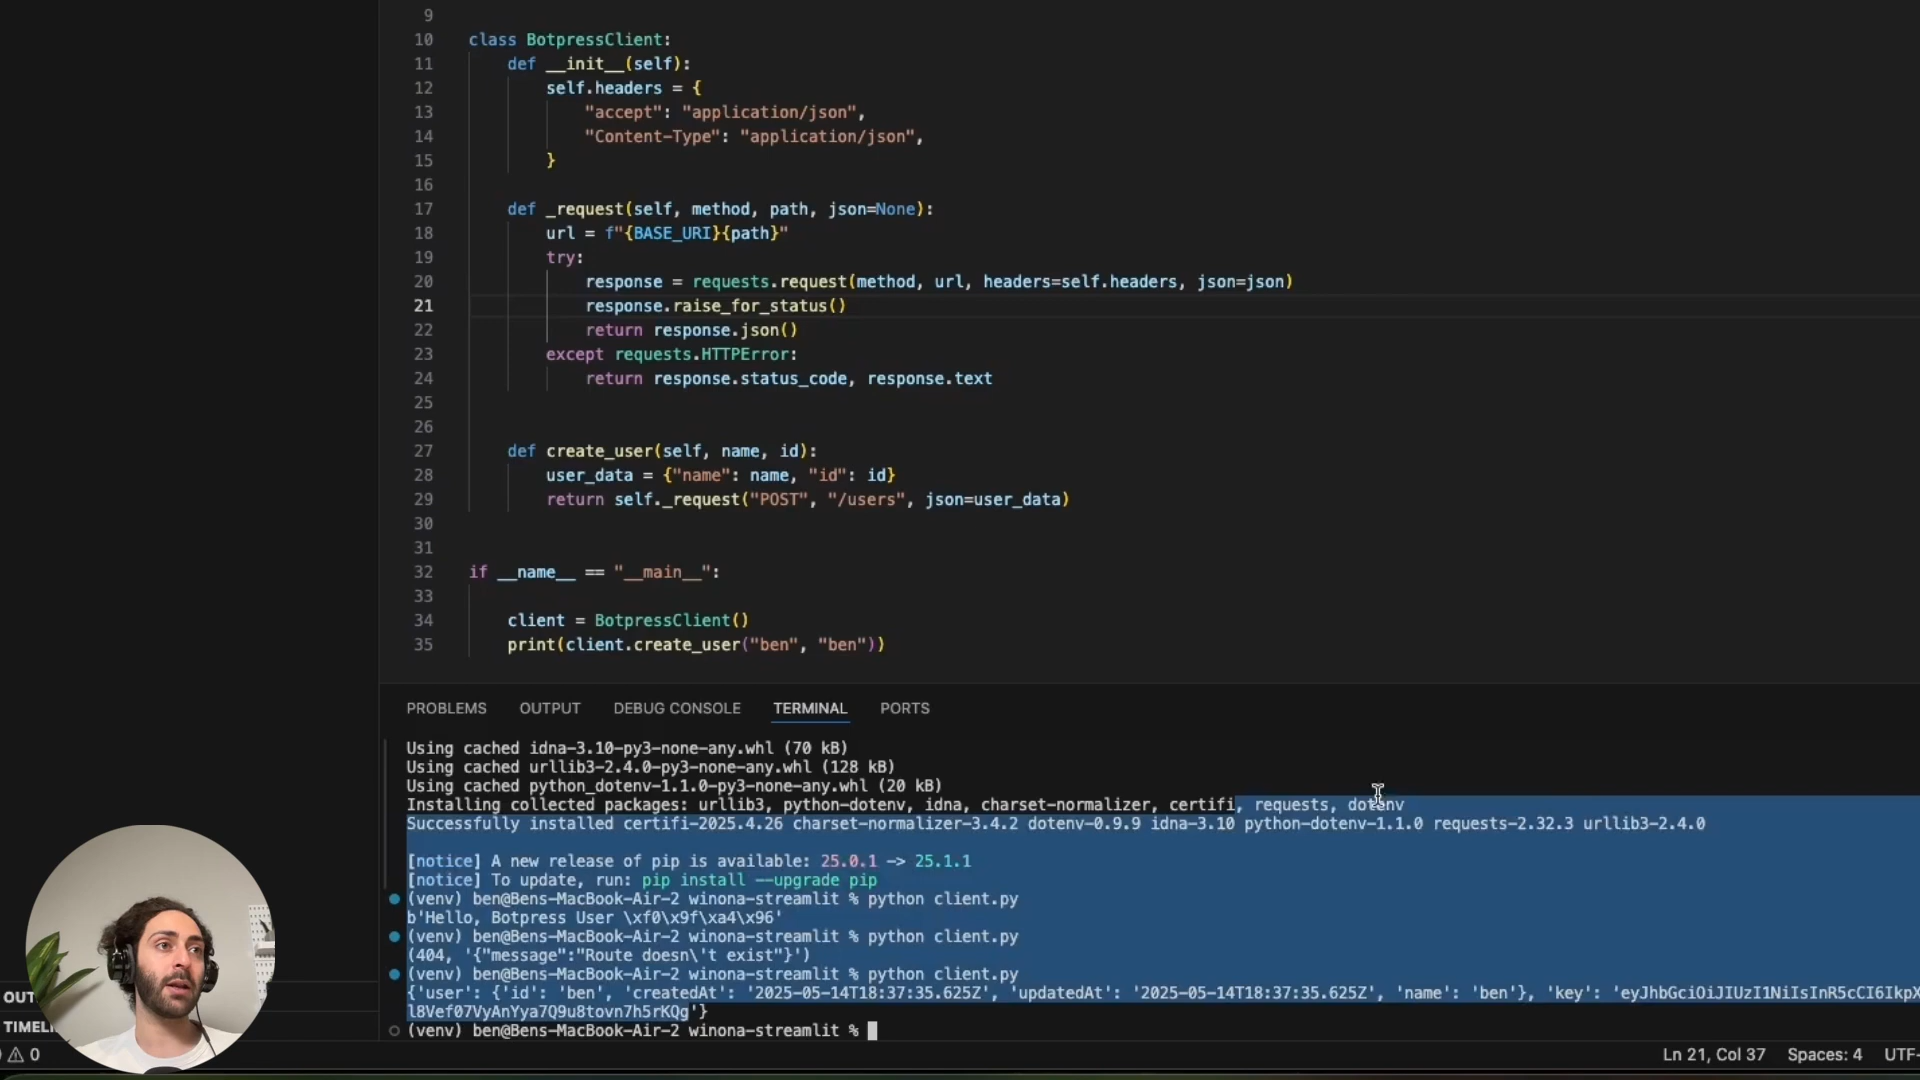 9
10 class BotpressClient:
11 def __init__(self):
12 self.headers = {
13 "accept": "application/json",
14 "Content-Type": "application/json",
15 }
16
17 def _request(self, method, path, json=None):
18 url = f"{BASE_URI}{path}"
19 try:
20 response = requests.request(method, url, headers=self.headers, json=json)
21 response.raise_for_status()
22 return response.json()
23 except requests.HTTPError:
24 return response.status_code, response.text
25
26
27 def create_user(self, name, id):
28 user_data = {"name": name, "id": id}
29 return self._request("POST", "/users", json=user_data)
30
31
32 if __name__ == "__main__":
33
34 client = BotpressClient()
35 print(client.create_user("ben", "ben"))
PROBLEMS OUTPUT DEBUG CONSOLE TERMINAL PORTS
Using cached idna-3.10-py3-none-any.whl (70 kB)
Using cached urllib3-2.4.0-py3-none-any.whl (128 kB)
Using cached python_dotenv-1.1.0-py3-none-any.whl (20 kB)
Installing collected packages: urllib3, python-dotenv, idna, charset-normalizer, certifi, requests, dotenv
Successfully installed certifi-2025.4.26 charset-normalizer-3.4.2 dotenv-0.9.9 idna-3.10 python-dotenv-1.1.0 requests-2.32.3 urllib3-2.4.0
[notice] A new release of pip is available: 25.0.1 -> 25.1.1
[notice] To update, run: pip install --upgrade pip
(venv) ben@Bens-MacBook-Air-2 winona-streamlit % python client.py
b'Hello, Botpress User \xf0\x9f\xa4\x96'
(venv) ben@Bens-MacBook-Air-2 winona-streamlit % python client.py
(404, '{"message":"Route doesn\'t exist"}')
(venv) ben@Bens-MacBook-Air-2 winona-streamlit % python client.py
{'user': {'id': 'ben', 'createdAt': '2025-05-14T18:37:35.625Z', 'updatedAt': '2025-05-14T18:37:35.625Z', 'name': 'ben'}, 'key': 'eyJhbGciOiJIUzI1NiIsInR5cCI6IkpX
l8Vef07VyAnYya7Q9u8tovn7h5rKQg'}
(venv) ben@Bens-MacBook-Air-2 winona-streamlit %
OUT
TIMELI
0
Ln 21, Col 37 Spaces: 4 UTF-